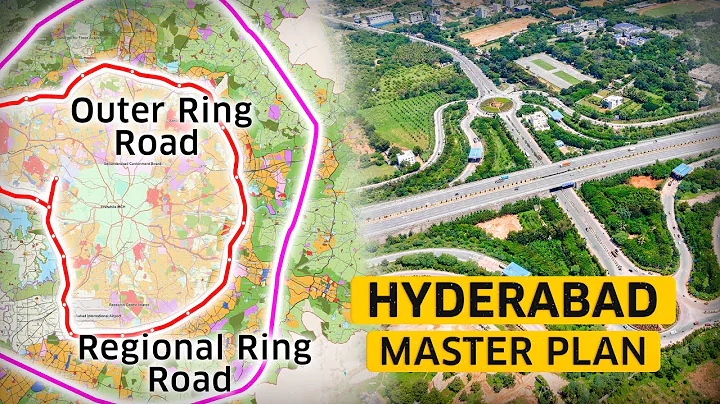 Outer Ring
Road
Regional Ring
Road
HYDERABAD
MASTER PLAN